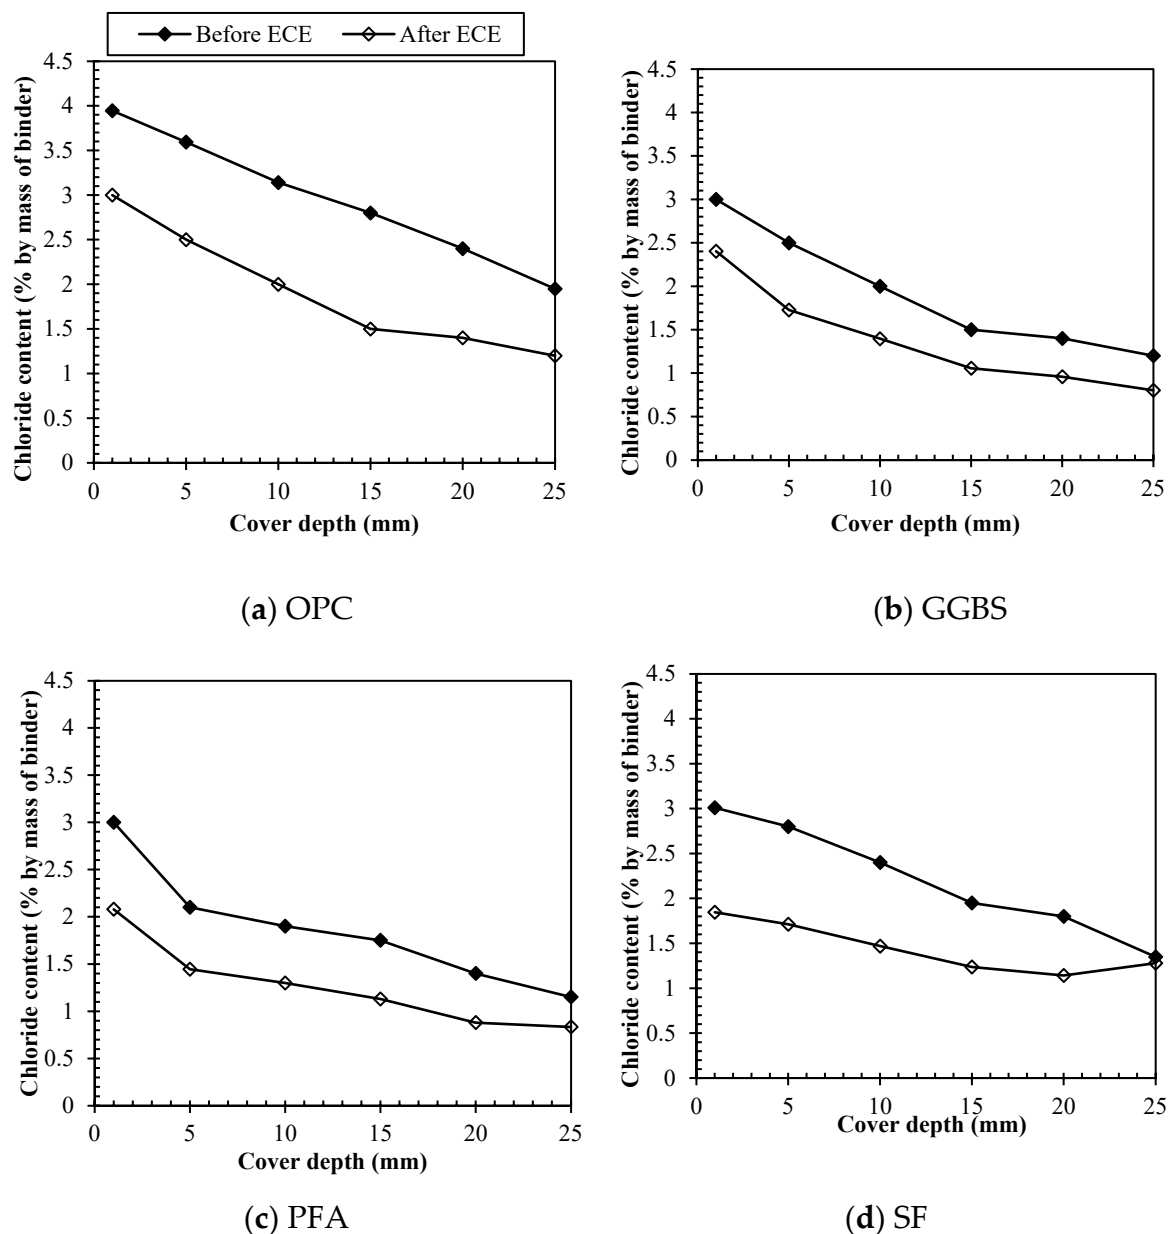 Before ECE After ECE
Chloride content (% by mass of binder)
4.5
4
3.5
3
2.5
2
1.5
1
0.5
0
0 5 10 15 20 25
Cover depth (mm)
(a) OPC
Chloride content (% by mass of binder)
4.5
4
3.5
3
2.5
2
1.5
1
0.5
0
0 5 10 15 20 25
Cover depth (mm)
(b) GGBS
Chloride content (% by mass of binder)
4.5
4
3.5
3
2.5
2
1.5
1
0.5
0
0 5 10 15 20 25
Cover depth (mm)
(c) PFA
Chloride content (% by mass of binder)
4.5
4
3.5
3
2.5
2
1.5
1
0.5
0
0 5 10 15 20 25
Cover depth (mm)
(d) SF